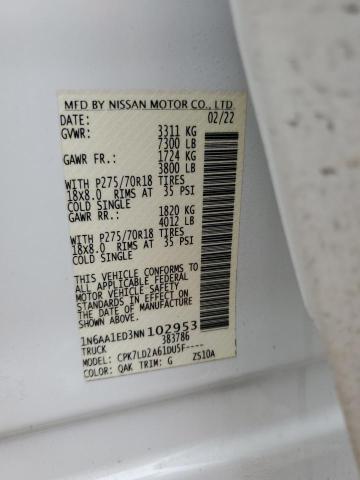 MFD BY NISSAN MOTOR CO., LTD
DATE: 02/22
GVWR: 3311 KG
7300 LB
GAWR FR.: 1724 KG
3800 LB
WITH P275/70R18 TIRES
18x8.0 RIMS AT 35 PSI
COLD SINGLE
GAWR RR.: 1820 KG
4012 LB
WITH P275/70R18 TIRES
18x8.0 RIMS AT 35 PSI
COLD SINGLE
THIS VEHICLE CONFORMS TO
ALL APPLICABLE FEDERAL
MOTOR VEHICLE SAFETY
STANDARDS IN EFFECT ON
THE DATE OF MANUFACTURE
SHOWN ABOVE.
1N6AA1ED3NN 102953
TRUCK 383786
MODEL: CPK7LD2A61DU5F----
COLOR: QAK TRIM: G ZS10A